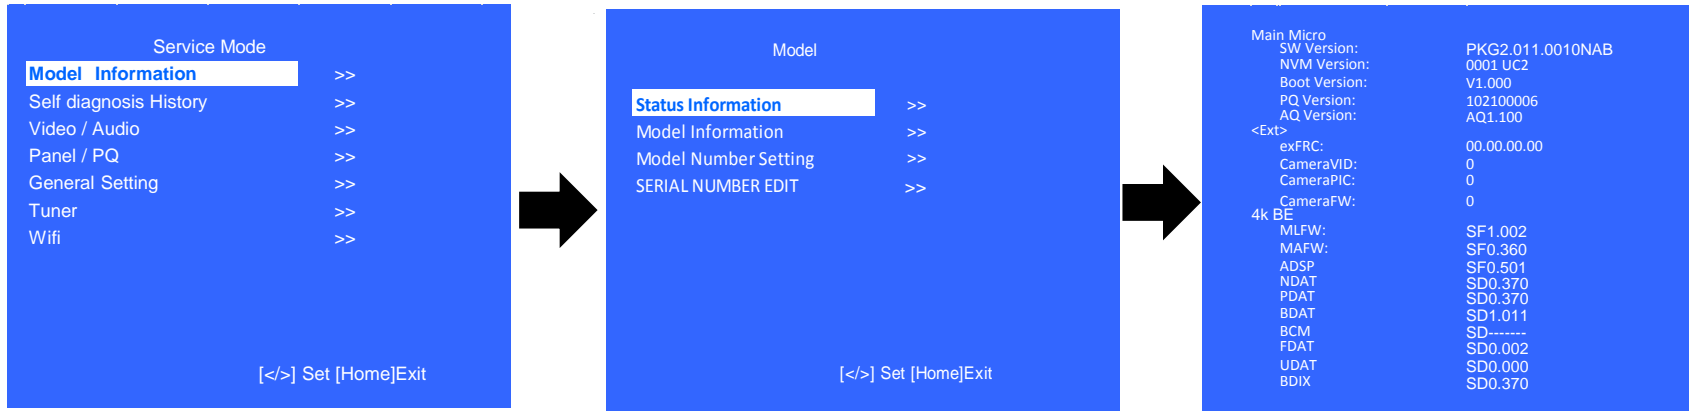 Service Mode
Model Information >>
Self diagnosis History >>
Video / Audio >>
Panel / PQ >>
General Setting >>
Tuner >>
Wifi >>
[</>] Set [Home]Exit
Model
Status Information >>
Model Information >>
Model Number Setting >>
SERIAL NUMBER EDIT >>
[</>] Set [Home]Exit
Main Micro
SW Version: PKG2.011.0010NAB
NVM Version: 0001 UC2
Boot Version: V1.000
PQ Version: 102100006
AQ Version: AQ1.100
<Ext>
exFRC: 00.00.00.00
CameraVID: 0
CameraPIC: 0
CameraFW: 0
4k BE
MLFW: SF1.002
MAFW: SF0.360
ADSP SF0.501
NDAT SD0.370
PDAT SD0.370
BDAT SD1.011
BCM SD-------
FDAT SD0.002
UDAT SD0.000
BDIX SD0.370